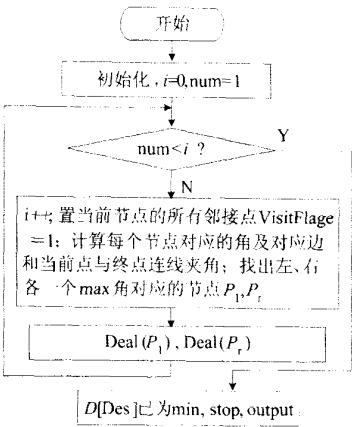 开始
初始化，i=0,num=1
num<i ?
Y
N
i++; 置当前节点的所有邻接点VisitFlage
=1; 计算每个节点对应的角及对应边
和当前点与终点连线夹角; 找出左、右
各一个max角对应的节点Pl,Pr
Deal(Pl), Deal(Pr)
D[Des]已为min, stop, output